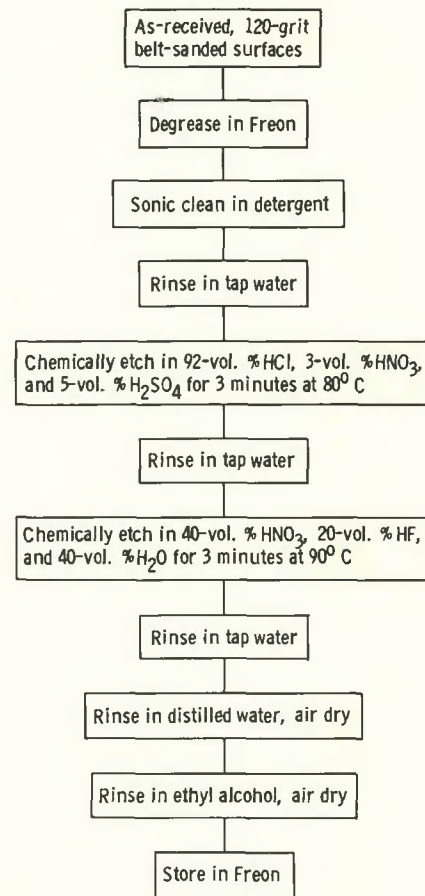 As-received, 120-grit
belt-sanded surfaces
Degrease in Freon
Sonic clean in detergent
Rinse in tap water
Chemically etch in 92-vol. % HCl, 3-vol. % HNO₃,
and 5-vol. % H₂SO₄ for 3 minutes at 80⁰ C
Rinse in tap water
Chemically etch in 40-vol. % HNO₃, 20-vol. % HF,
and 40-vol. % H₂O for 3 minutes at 90⁰ C
Rinse in tap water
Rinse in distilled water, air dry
Rinse in ethyl alcohol, air dry
Store in Freon